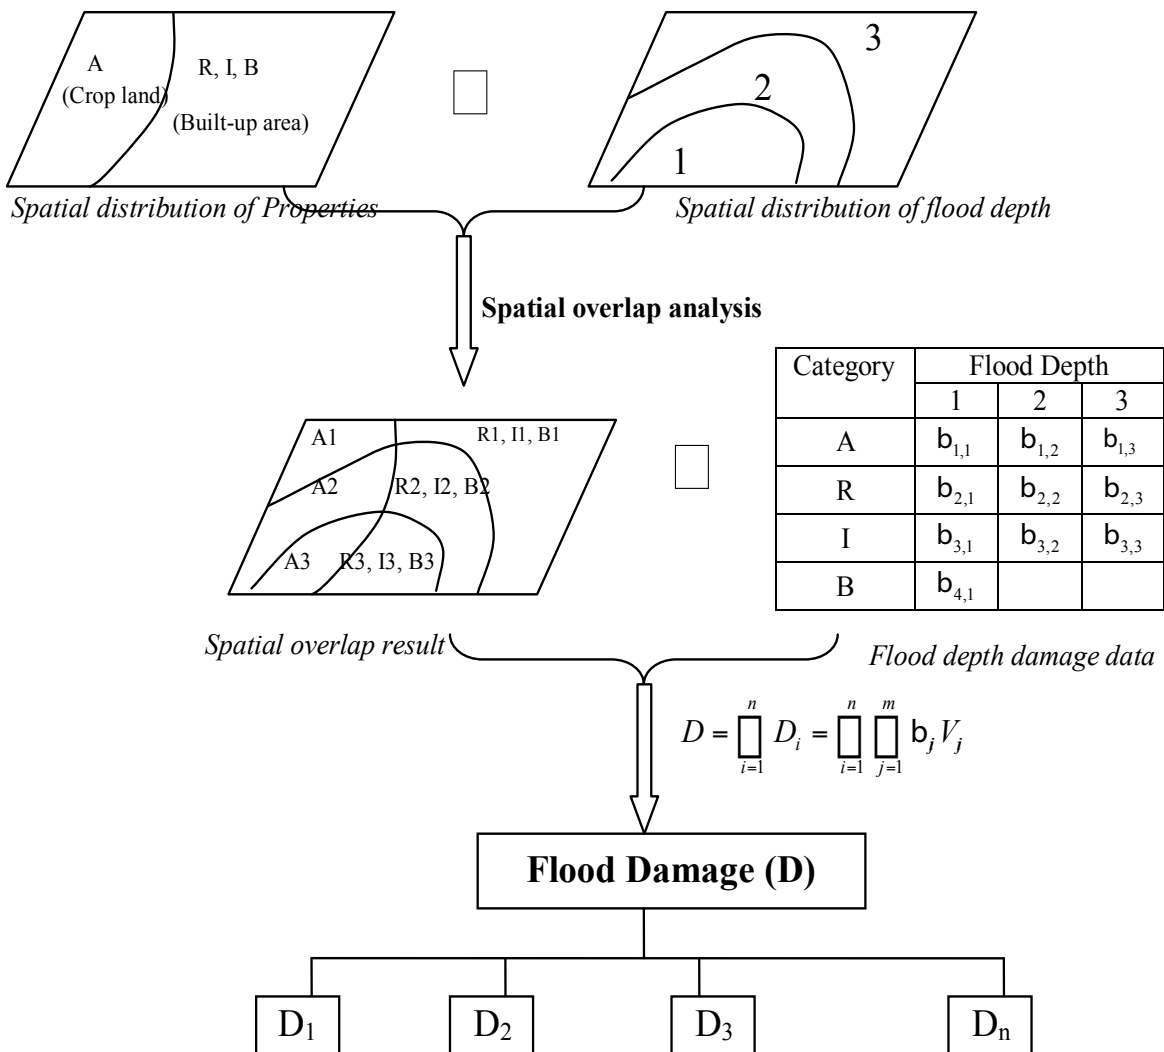 A
(Crop land)
R, I, B
(Built-up area)
3
2
1
Spatial distribution of Properties
Spatial distribution of flood depth
Spatial overlap analysis
A1
R1, I1, B1
A2
R2, I2, B2
A3
R3, I3, B3
Spatial overlap result
Category Flood Depth
1 2 3
A b1,1 b1,2 b1,3
R b2,1 b2,2 b2,3
I b3,1 b3,2 b3,3
B b4,1
Flood depth damage data
D = □ i=1 n D i = □ i=1 n □ j=1 m b j V j
Flood Damage (D)
D1 D2 D3 Dn